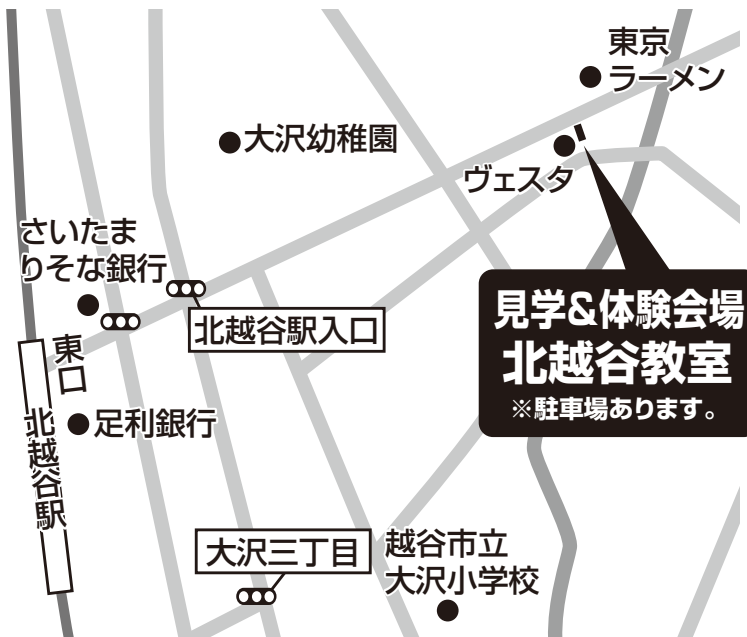 東京
ラーメン
大沢幼稚園
ヴェスタ
さいたま
りそな銀行
北越谷駅入口
見学&体験会場
北越谷教室
※駐車場あります。
東口
足利銀行
北越谷駅
大沢三丁目
越谷市立
大沢小学校